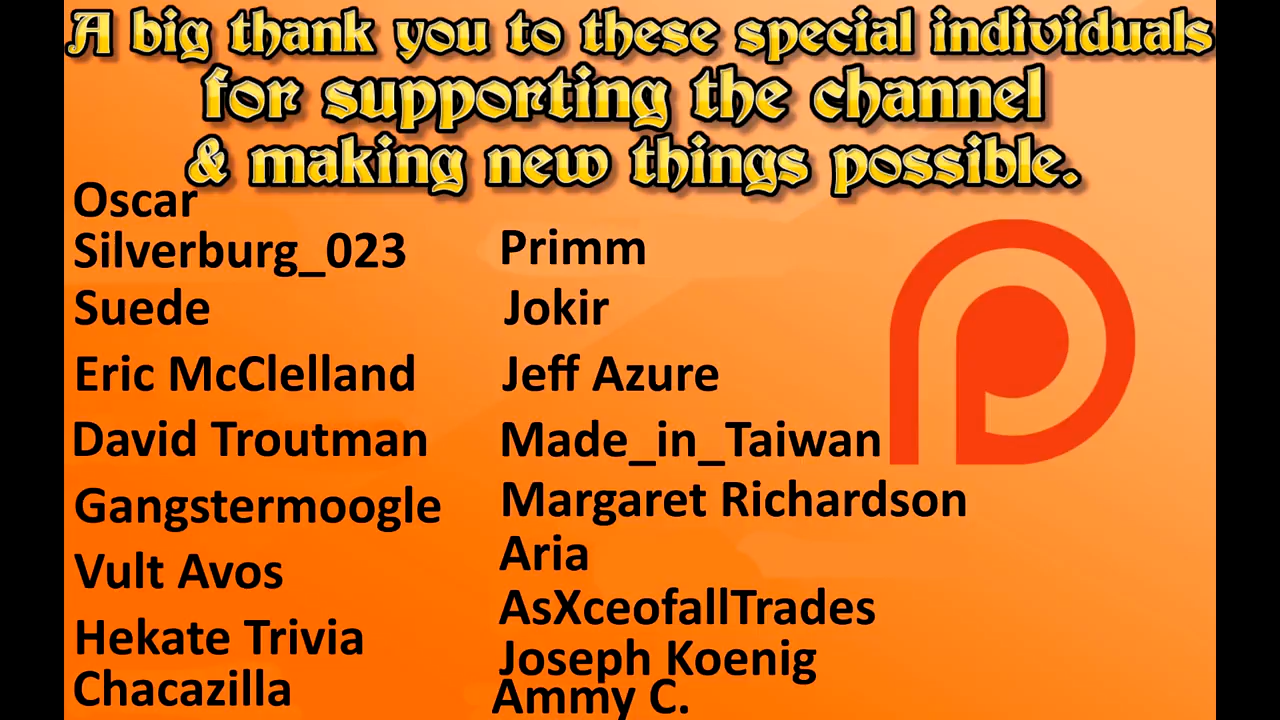 A big thank you to these special individuals
for supporting the channel
& making new things possible.
Oscar
Silverburg_023
Suede
Eric McClelland
David Troutman
Gangstermoogle
Vult Avos
Hekate Trivia
Chacazilla
Primm
Jokir
Jeff Azure
Made_in_Taiwan
Margaret Richardson
Aria
AsXceofallTrades
Joseph Koenig
Ammy C.